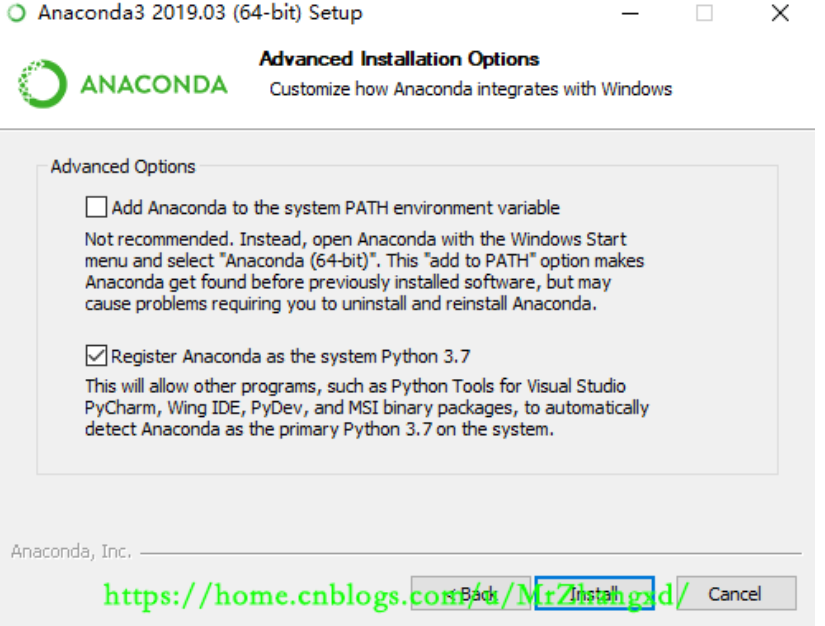 Anaconda3 2019.03 (64-bit) Setup
ANACONDA
Advanced Installation Options
Customize how Anaconda integrates with Windows
Advanced Options
Add Anaconda to the system PATH environment variable
Not recommended. Instead, open Anaconda with the Windows Start
menu and select "Anaconda (64-bit)". This "add to PATH" option makes
Anaconda get found before previously installed software, but may
cause problems requiring you to uninstall and reinstall Anaconda.
Register Anaconda as the system Python 3.7
This will allow other programs, such as Python Tools for Visual Studio
PyCharm, Wing IDE, PyDev, and MSI binary packages, to automatically
detect Anaconda as the primary Python 3.7 on the system.
Anaconda, Inc.
< Back Install Cancel
https://home.cnblogs.com/u/MrZhangxd/